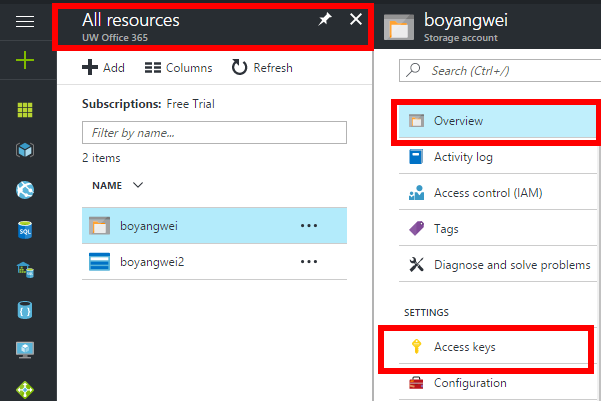 All resources
UW Office 365
Add
Columns
Refresh
Subscriptions: Free Trial
Filter by name...
2 items
NAME
boyangwei
boyangwei2
boyangwei
Storage account
Search (Ctrl+/)
Overview
Activity log
Access control (IAM)
Tags
Diagnose and solve problems
SETTINGS
Access keys
Configuration
SQL